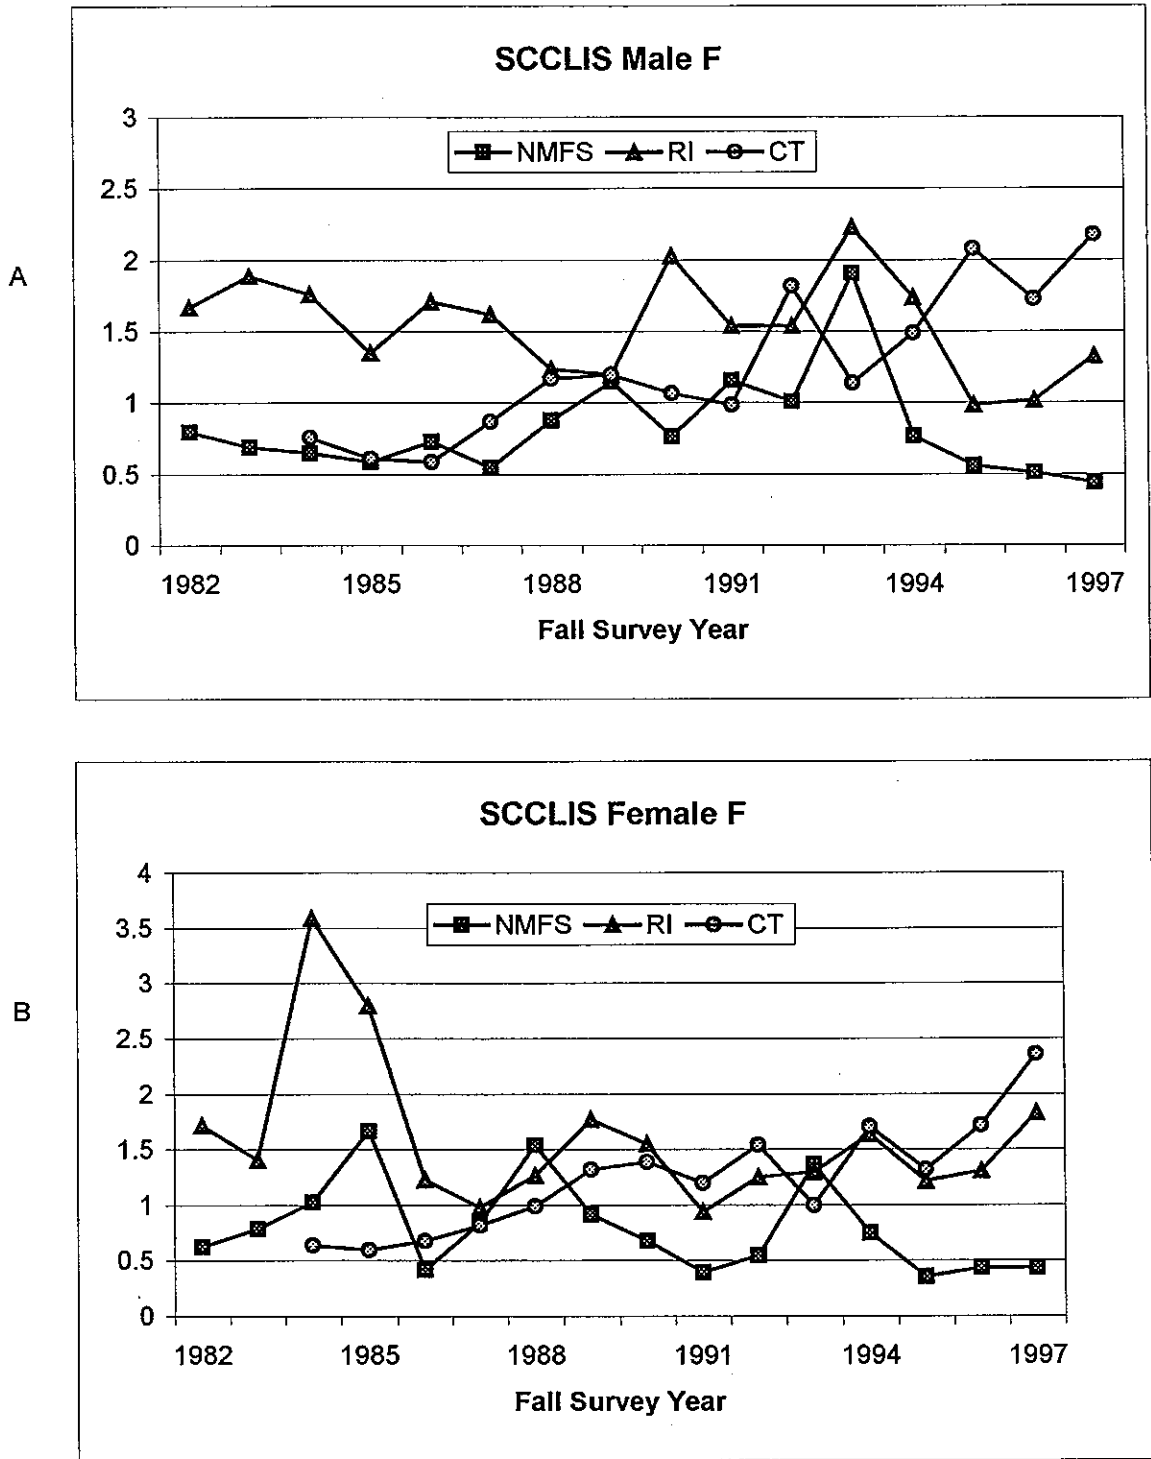 SCCLIS Male F
3
NMFS RI CT
2.5
A
2
1.5
1
0.5
0
1982 1985 1988 1991 1994 1997
Fall Survey Year
SCCLIS Female F
4
NMFS RI CT
3.5
3
B
2.5
2
1.5
1
0.5
0
1982 1985 1988 1991 1994 1997
Fall Survey Year